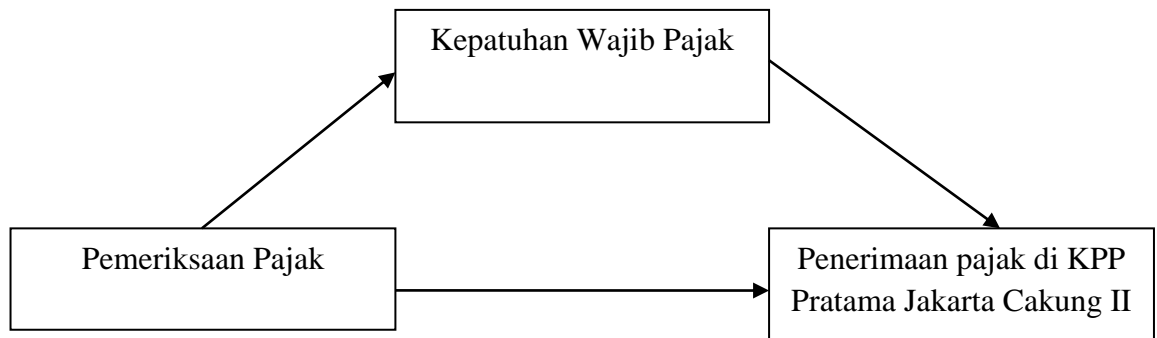 Kepatuhan Wajib Pajak
Pemeriksaan Pajak
Penerimaan pajak di KPP
Pratama Jakarta Cakung II